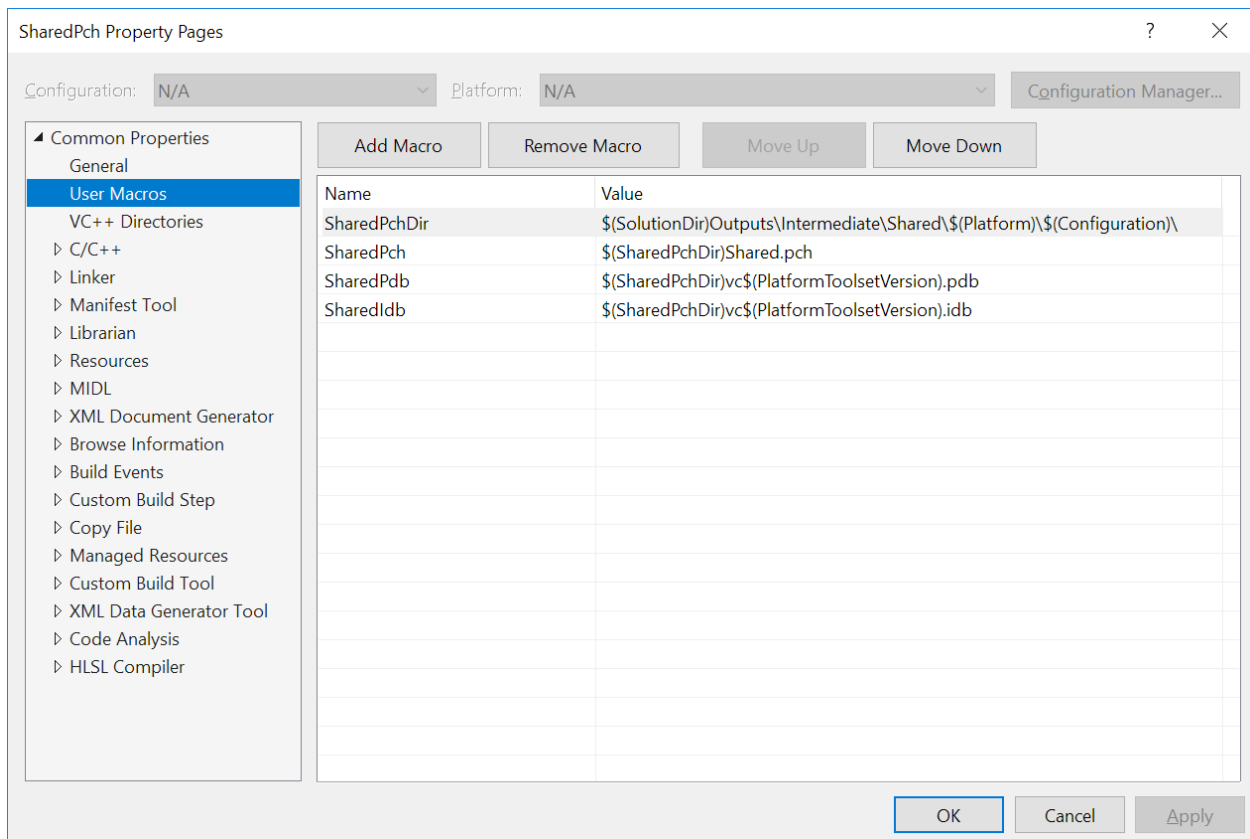 SharedPch Property Pages
?
Configuration: N/A Platform: N/A Configuration Manager...
Common Properties
General
User Macros
VC++ Directories
C/C++
Linker
Manifest Tool
Librarian
Resources
MIDL
XML Document Generator
Browse Information
Build Events
Custom Build Step
Copy File
Managed Resources
Custom Build Tool
XML Data Generator Tool
Code Analysis
HLSL Compiler
Add Macro Remove Macro Move Up Move Down
Name Value
SharedPchDir $(SolutionDir)Outputs\Intermediate\Shared\$(Platform)\$(Configuration)\
SharedPch $(SharedPchDir)Shared.pch
SharedPdb $(SharedPchDir)vc$(PlatformToolsetVersion).pdb
SharedIdb $(SharedPchDir)vc$(PlatformToolsetVersion).idb
OK Cancel Apply